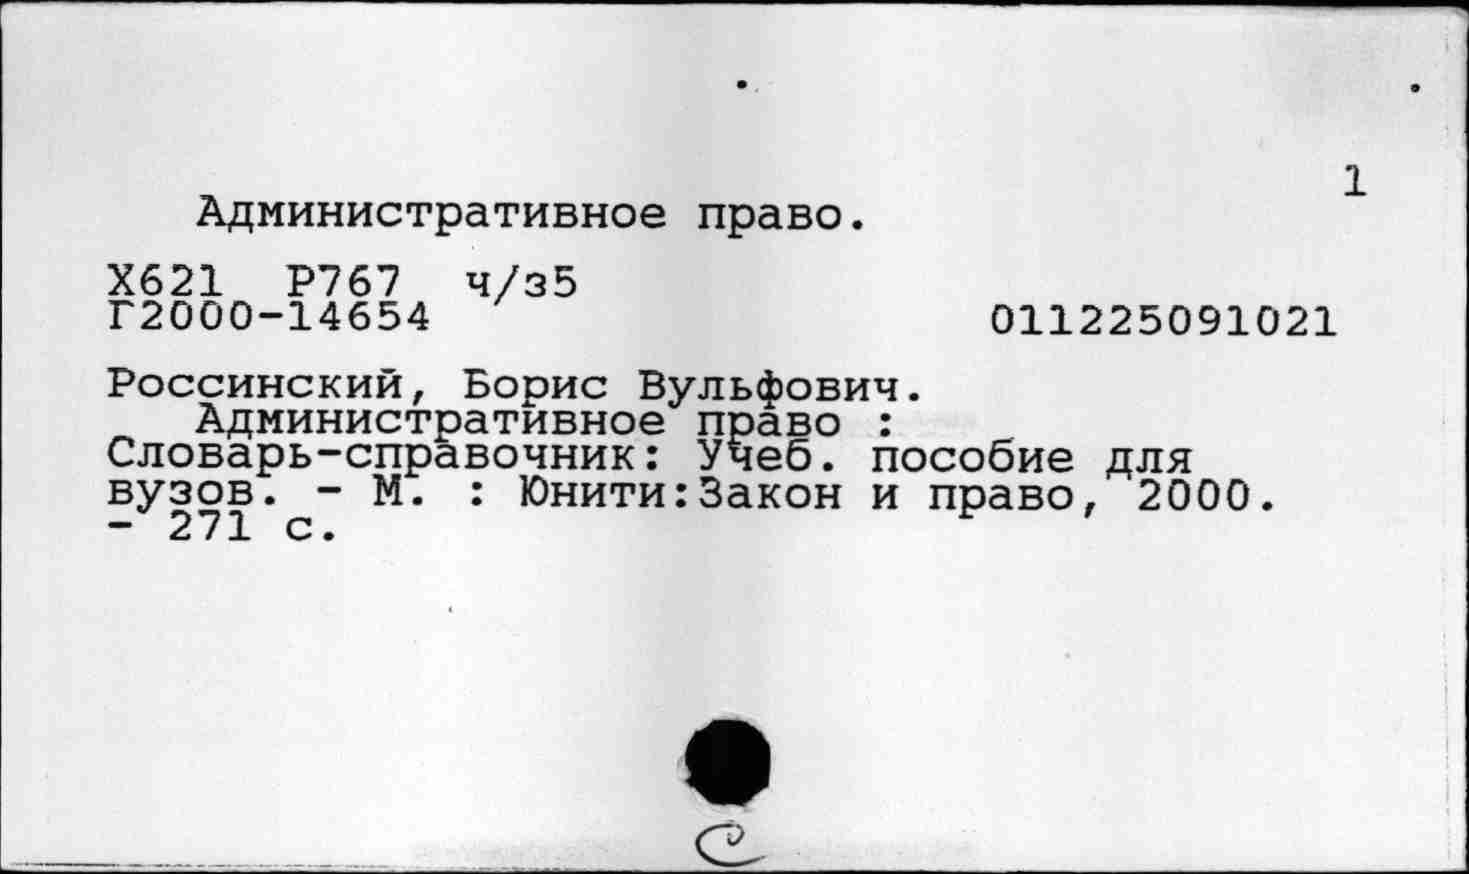 1
Административное право.
Х621 Р767 ч/з5
Г2000-14654 011225091021
Россинский, Борис Вульфович.
Административное право :
Словарь-справочник: Учеб. пособие для
вузов. - М. : Юнити:Закон и право, 2000.
- 271 с.